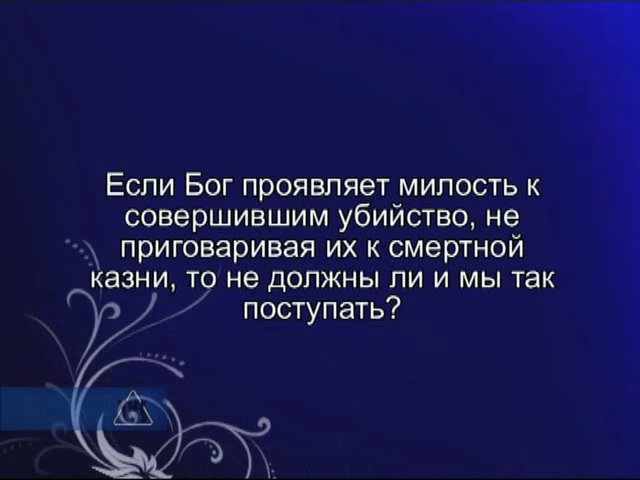 Если Бог проявляет милость к
совершившим убийство, не
приговаривая их к смертной
казни, то не должны ли и мы так
поступать?